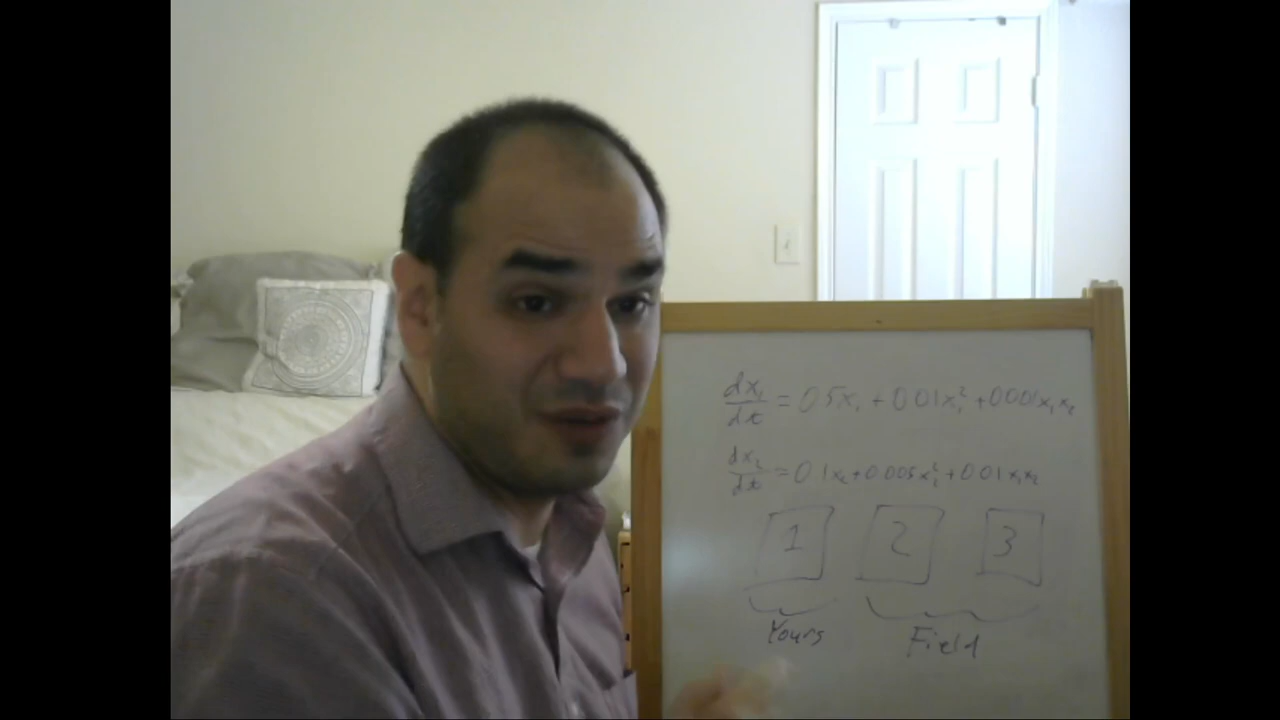 dx₁/dt = 0.5x₁ + 0.01x₁² + 0.001x₁x₂
dx₂/dt = 0.1x₂ + 0.005x₂² + 0.01x₁x₂
1 2 3
Yours Field